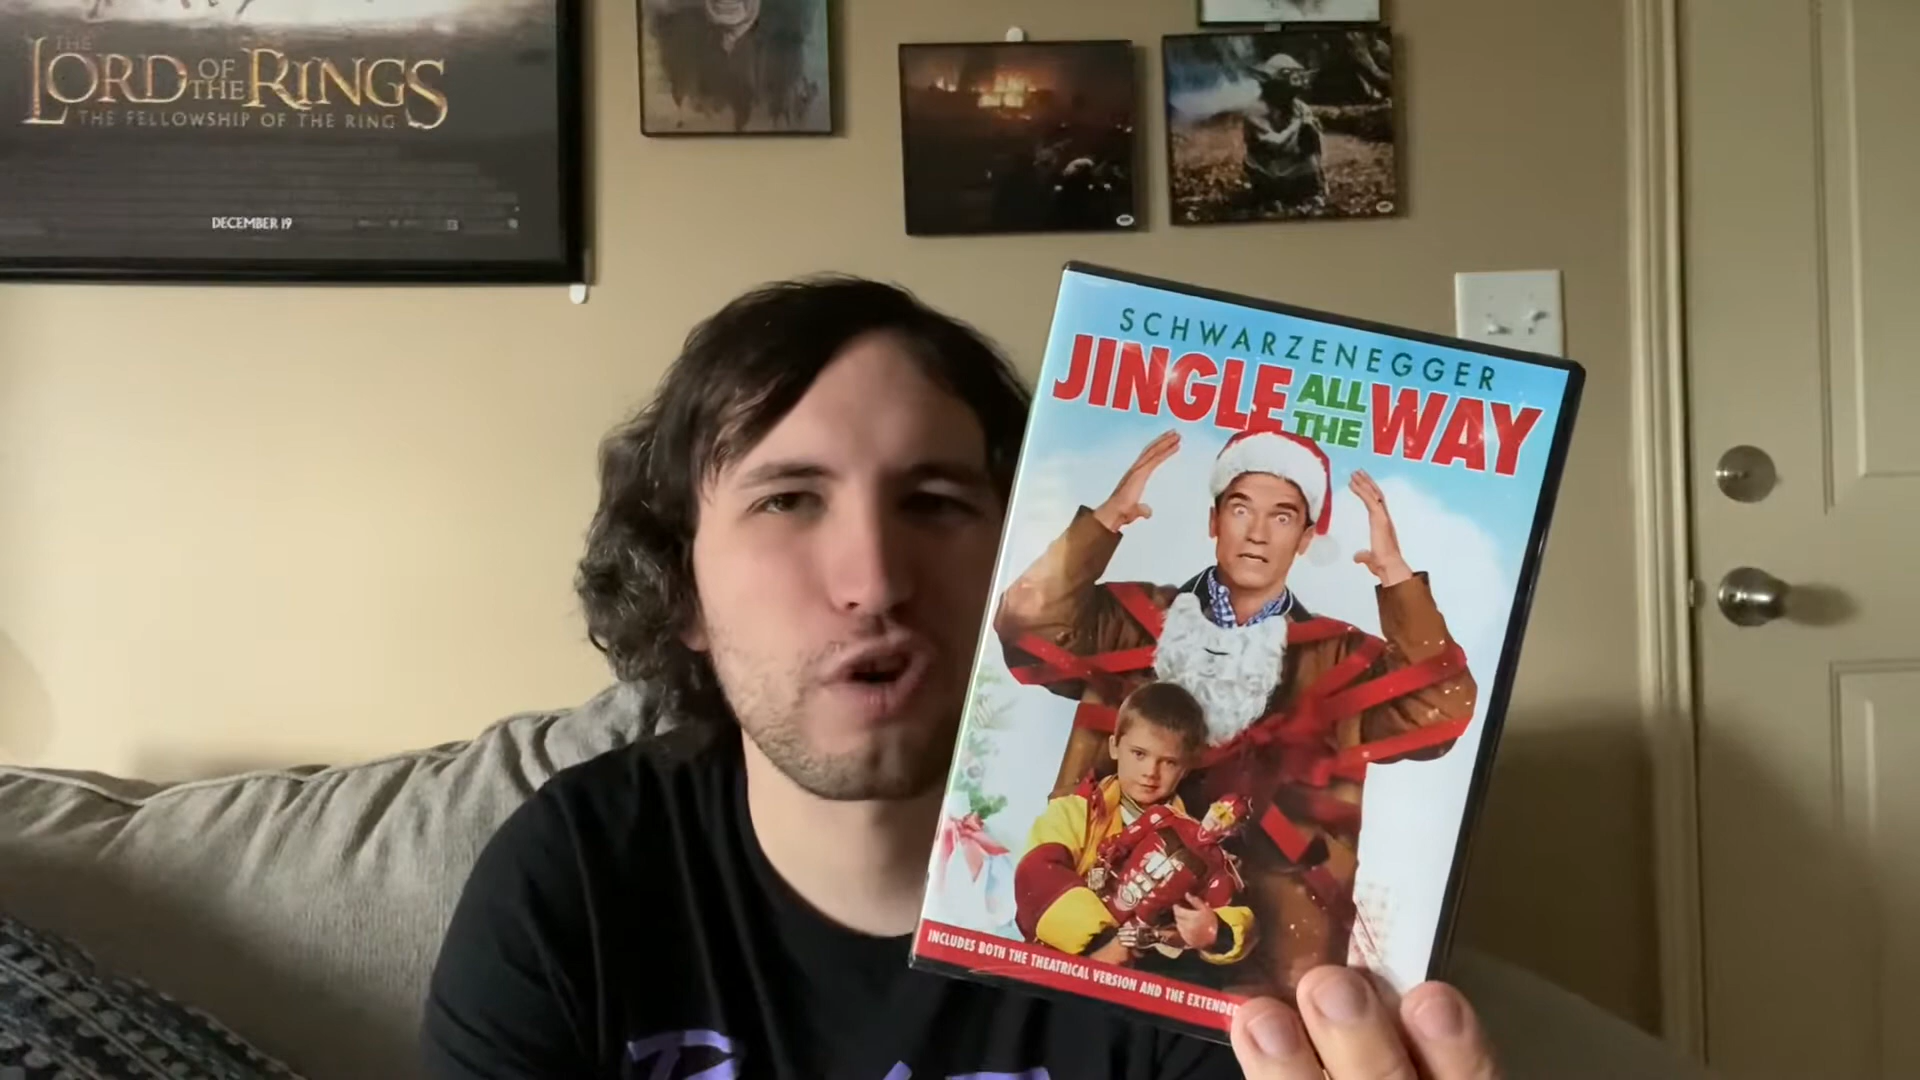 THE
LORD OF THE RINGS
THE FELLOWSHIP OF THE RING
DECEMBER 19
SCHWARZENEGGER
JINGLE ALL THE WAY
INCLUDES BOTH THE THEATRICAL VERSION AND THE EXTENDED